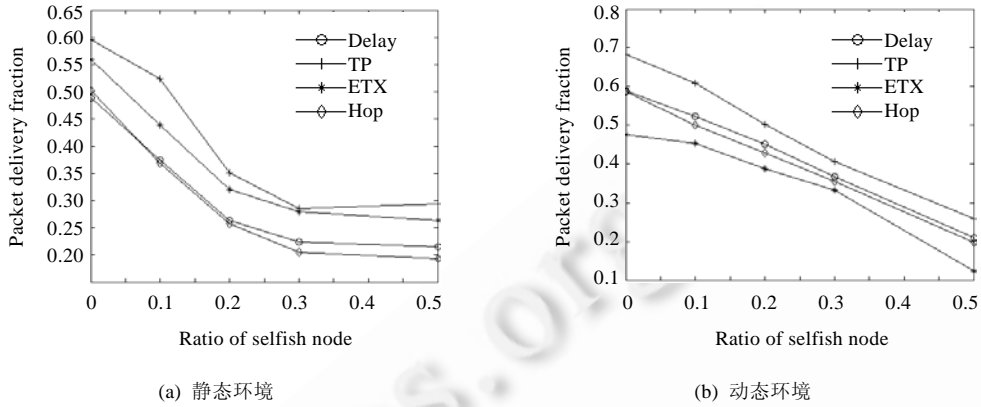 0.65
0.60
0.55
0.50
0.45
0.40
0.35
0.30
0.25
0.20
Packet delivery fraction
Delay
TP
ETX
Hop
0 0.1 0.2 0.3 0.4 0.5
Ratio of selfish node
(a) 静态环境
0.8
0.7
0.6
0.5
0.4
0.3
0.2
0.1
Packet delivery fraction
Delay
TP
ETX
Hop
0 0.1 0.2 0.3 0.4 0.5
Ratio of selfish node
(b) 动态环境
s.org